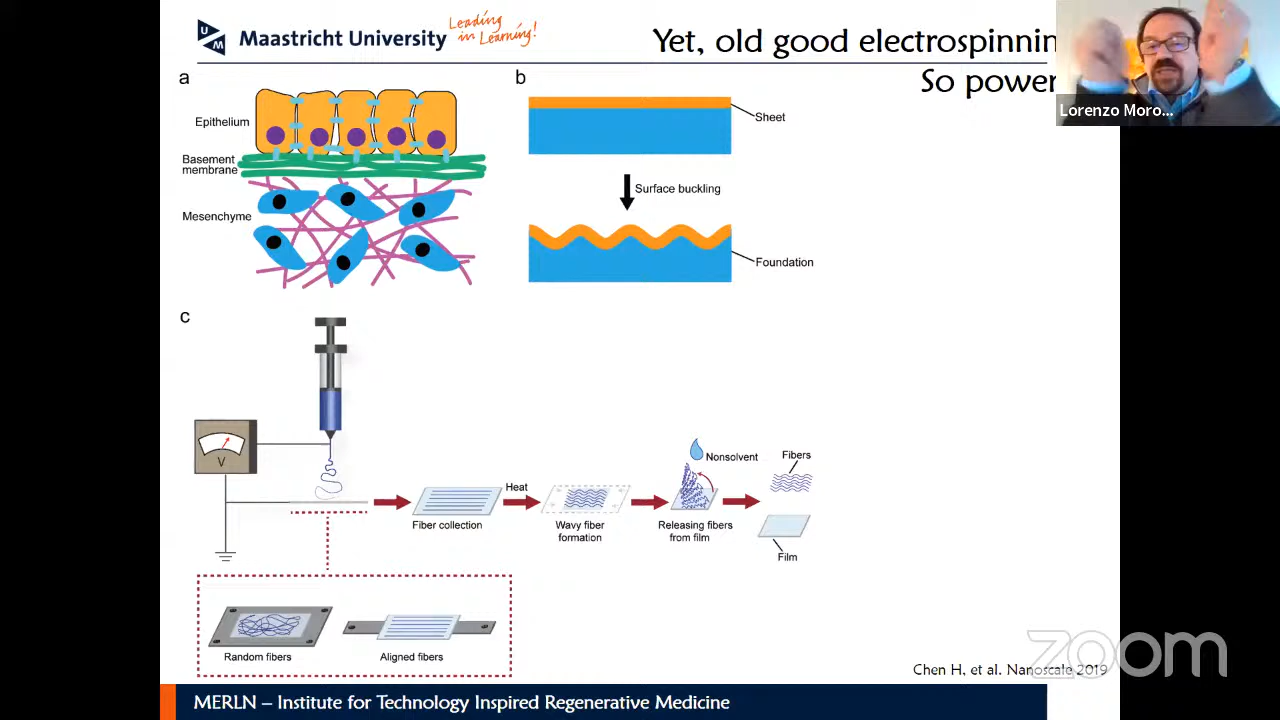 UM
Maastricht University
Leading
in Learning!
Yet, old good electrospinnin
So power
Lorenzo Moro...
a
Epithelium
Basement
membrane
Mesenchyme
b
Sheet
Surface buckling
Foundation
c
V
Fiber collection
Heat
Wavy fiber
formation
Nonsolvent
Releasing fibers
from film
Fibers
Film
Random fibers
Aligned fibers
zoom
Chen H, et al. Nanoscale 2019
MERLN – Institute for Technology Inspired Regenerative Medicine